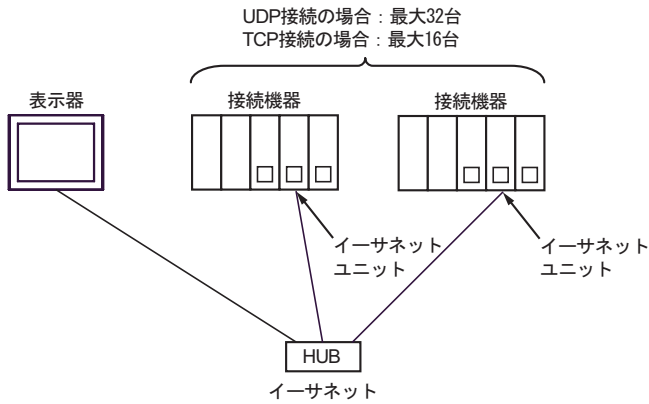 UDP接続の場合：最大32台
TCP接続の場合：最大16台
表示器
接続機器
接続機器
イーサネット
ユニット
イーサネット
ユニット
HUB
イーサネット